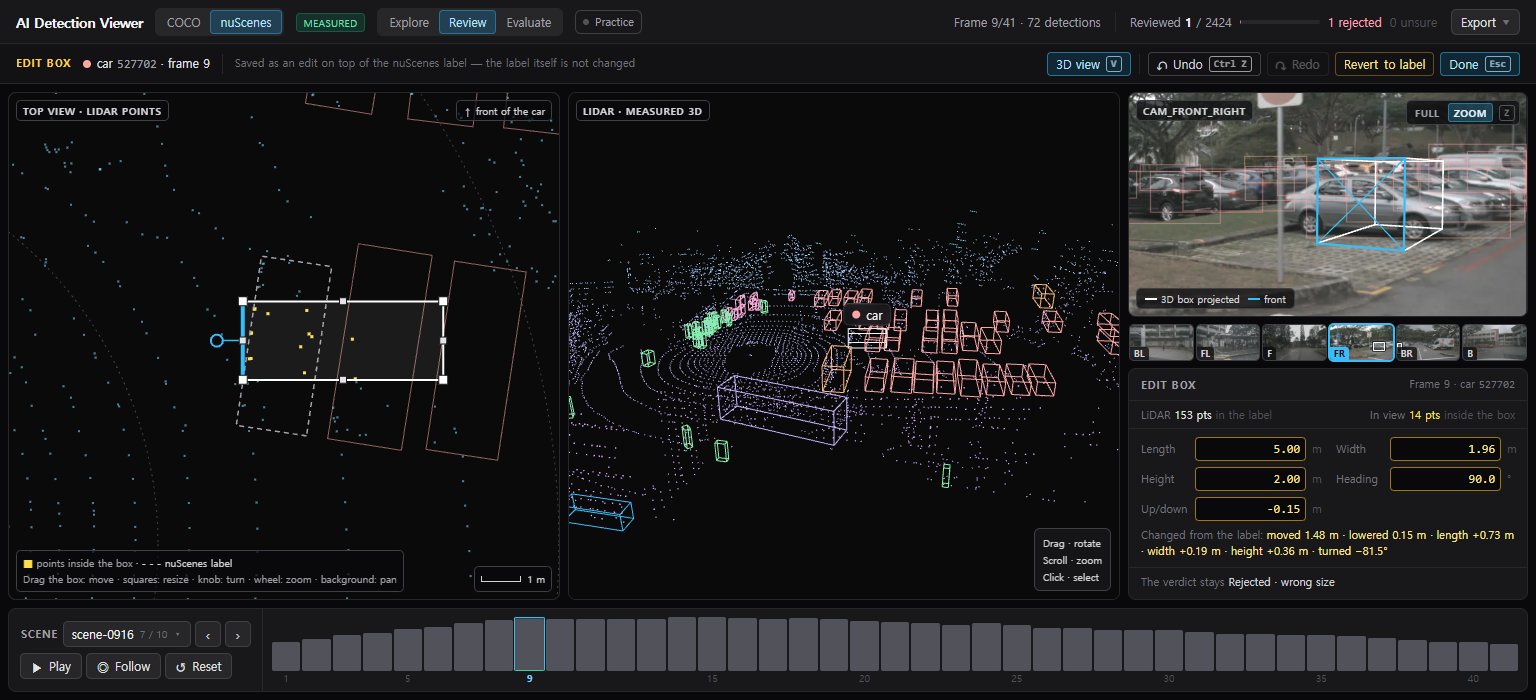 AI Detection Viewer COCO nuScenes MEASURED Explore Review Evaluate Practice Frame 9/41 · 72 detections Reviewed 1 / 2424 1 rejected 0 unsure Export
EDIT BOX car 527702 · frame 9 Saved as an edit on top of the nuScenes label — the label itself is not changed 3D view V Undo Ctrl Z Redo Revert to label Done Esc
TOP VIEW · LIDAR POINTS
↑ front of the car
points inside the box · - - - nuScenes label
Drag the box: move · squares: resize · knob: turn · wheel: zoom · background: pan
1 m
LIDAR · MEASURED 3D
car
Drag · rotate
Scroll · zoom
Click · select
CAM_FRONT_RIGHT
FULL ZOOM Z
3D box projected front
BL FL F FR BR B
EDIT BOX Frame 9 · car 527702
LiDAR 153 pts in the label In view 14 pts inside the box
Length 5.00 m Width 1.96 m
Height 2.00 m Heading 90.0 °
Up/down -0.15 m
Changed from the label: moved 1.48 m · lowered 0.15 m · length +0.73 m
· width +0.19 m · height +0.36 m · turned −81.5°
The verdict stays Rejected · wrong size
SCENE scene-0916 7 / 10 ‹ ›
Play Follow Reset
1 5 9 15 20 25 30 35 40